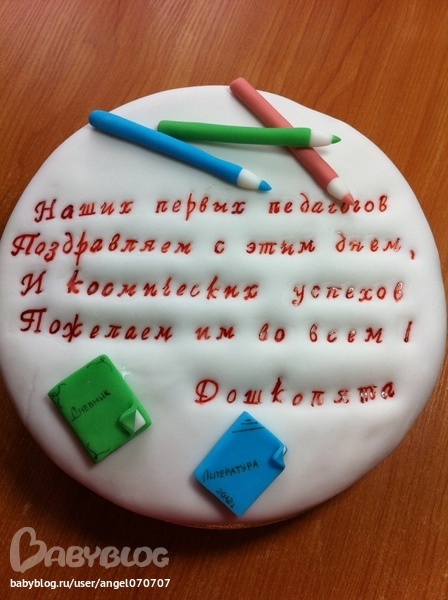 Наших первых педагогов
Поздравляем с этим днем,
И космических успехов
Пожелаем им во всем!
Дошколята
Дневник
Литература
BABYBLOG
babyblog.ru/user/angel070707